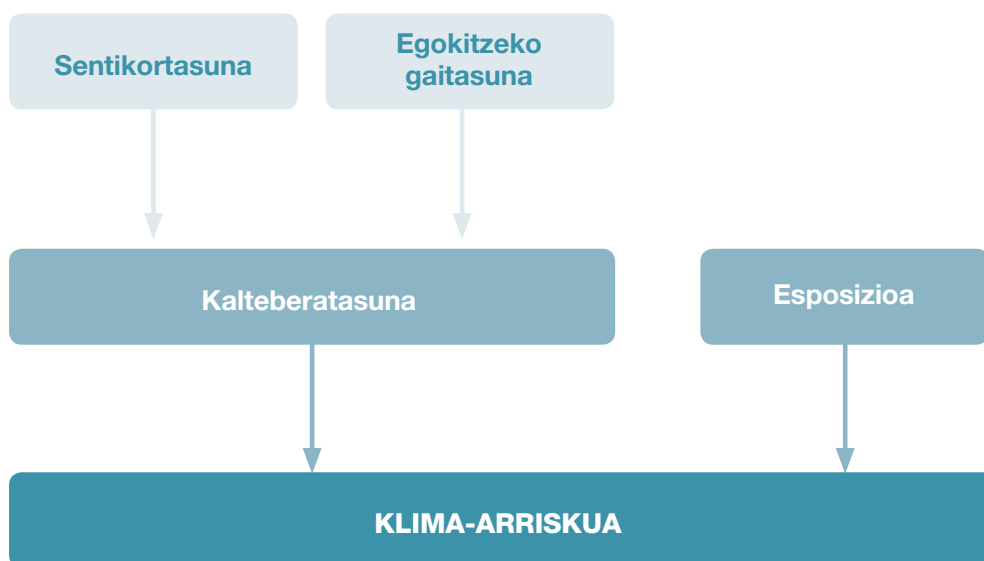 Sentikortasuna
Egokitzeko
gaitasuna
Kalteberatasuna
Esposizioa
KLIMA-ARRISKUA